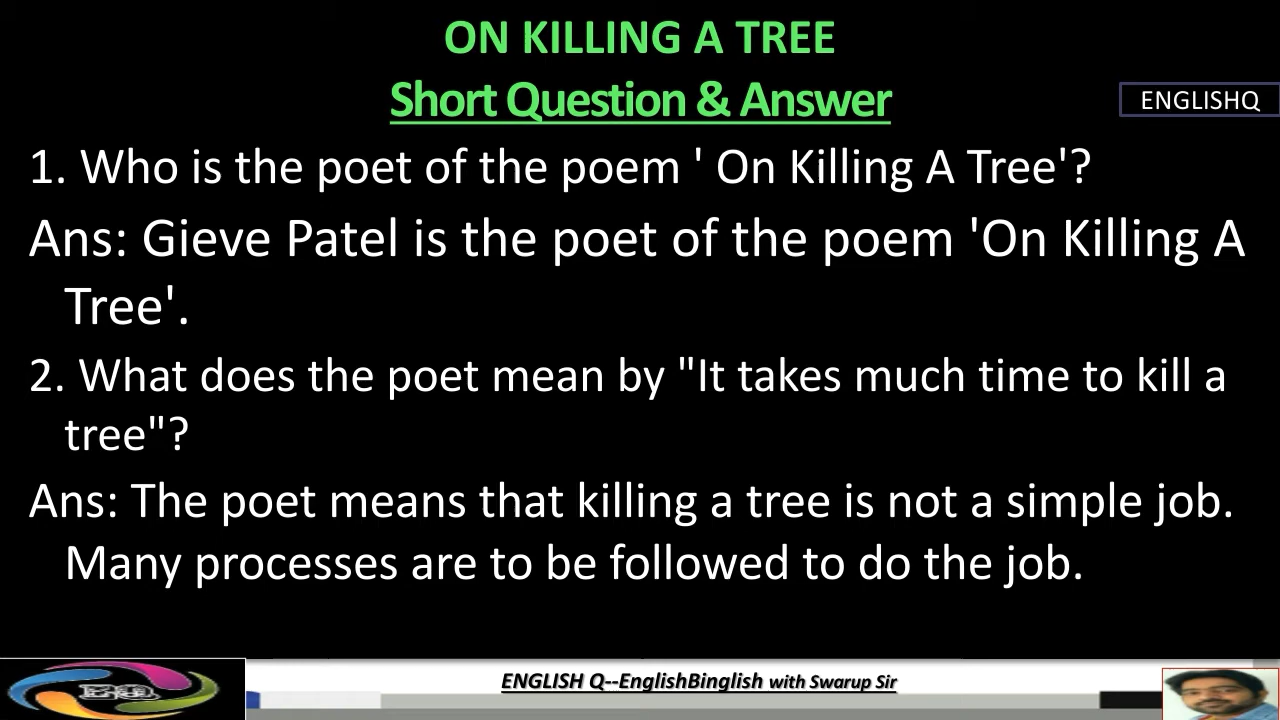 ON KILLING A TREE
Short Question & Answer
ENGLISHQ
1. Who is the poet of the poem ' On Killing A Tree'?
Ans: Gieve Patel is the poet of the poem 'On Killing A
Tree'.
2. What does the poet mean by "It takes much time to kill a
tree"?
Ans: The poet means that killing a tree is not a simple job.
Many processes are to be followed to do the job.
EQ
ENGLISH Q--EnglishBinglish with Swarup Sir